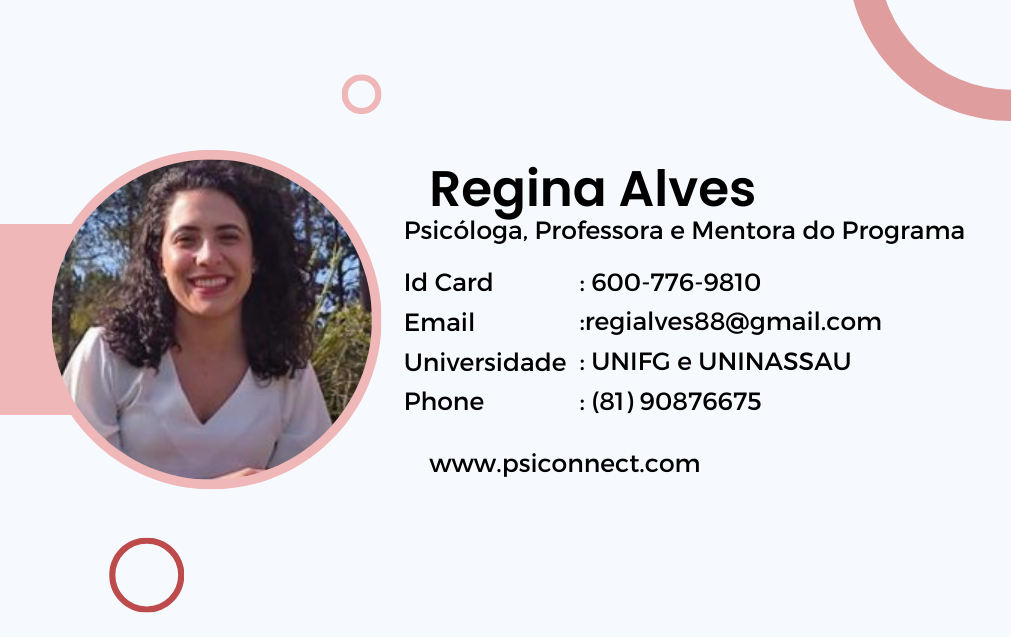 Regina Alves
Psicóloga, Professora e Mentora do Programa
Id Card : 600-776-9810
Email :regialves88@gmail.com
Universidade : UNIFG e UNINASSAU
Phone : (81) 90876675
www.psiconnect.com